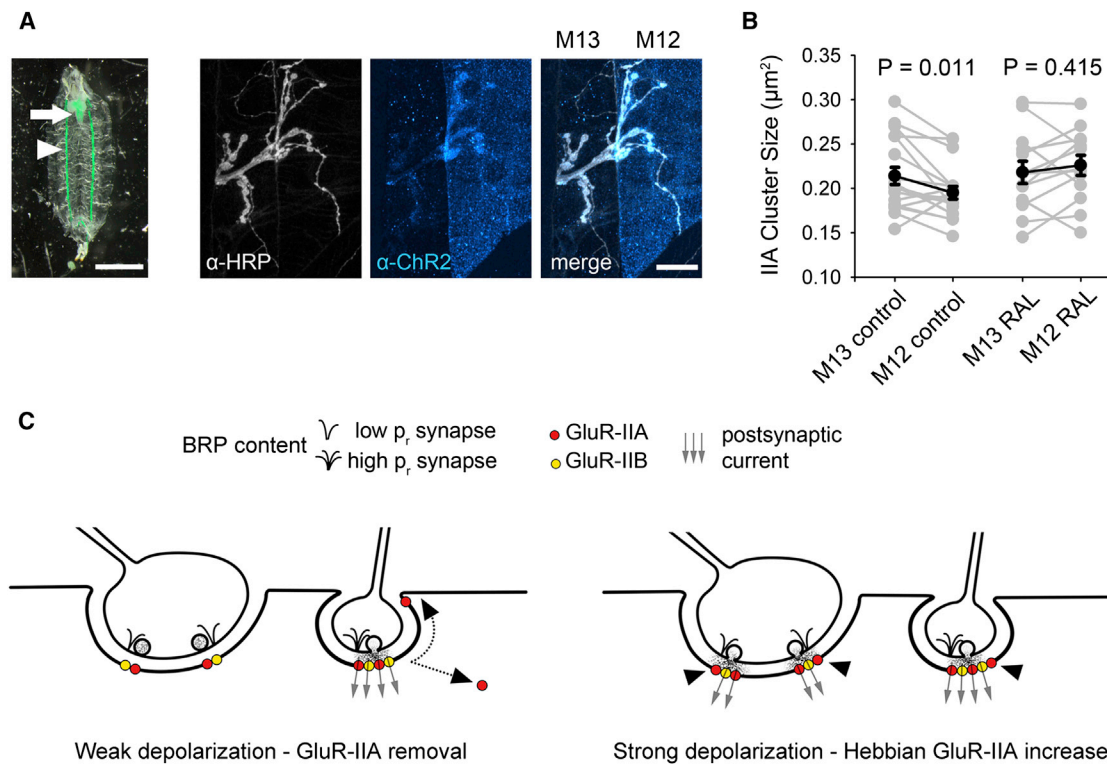 A
M13 M12
α-HRP
α-ChR2
merge
B
IIA Cluster Size (µm²)
0.35
0.30
0.25
0.20
0.15
0.10
P = 0.011
P = 0.415
M13 control
M12 control
M13 RAL
M12 RAL
C
BRP content
low pr synapse
high pr synapse
GluR-IIA
GluR-IIB
postsynaptic
current
Weak depolarization - GluR-IIA removal
Strong depolarization - Hebbian GluR-IIA increase